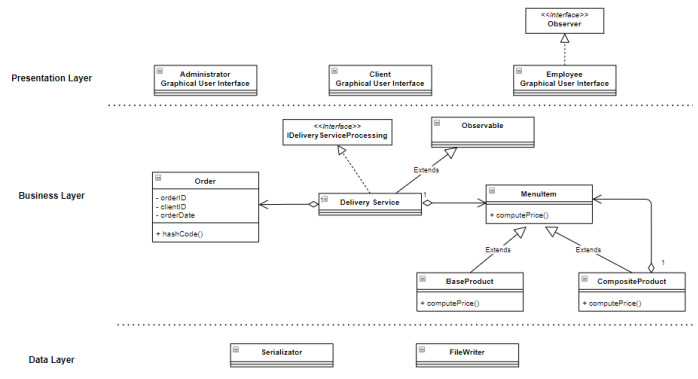 <<Interface>>
Observer
Presentation Layer
Administrator
Graphical User Interface
Client
Graphical User Interface
Employee
Graphical User Interface
<<Interface>>
IDeliveryServiceProcessing
Observable
Extends
Business Layer
Order
- orderID
- clientID
- orderDate
+ hashCode()
Delivery Service
1
MenuItem
+ computePrice()
Extends
Extends
1
BaseProduct
+ computePrice()
CompositeProduct
+ computePrice()
Data Layer
Serializator
FileWriter